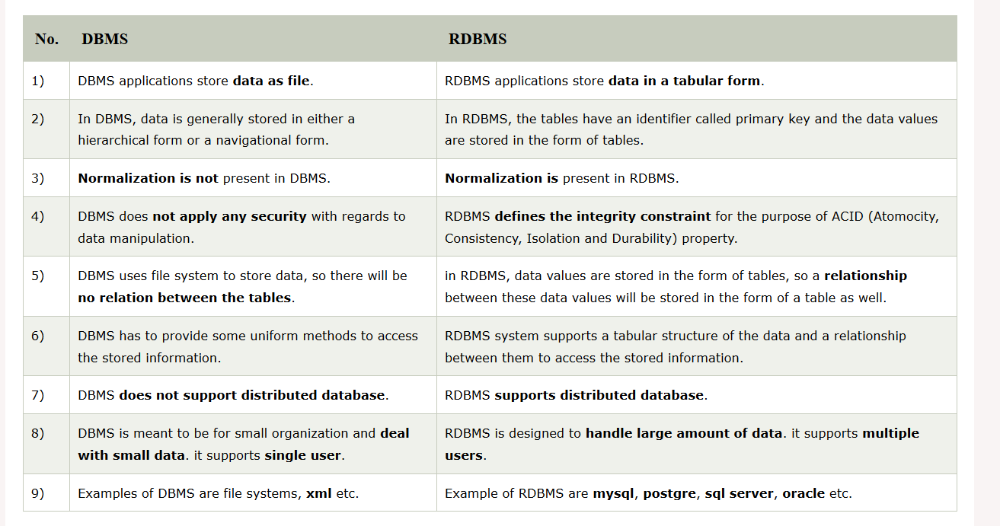 No. DBMS RDBMS
1) DBMS applications store data as file. RDBMS applications store data in a tabular form.
2) In DBMS, data is generally stored in either a
hierarchical form or a navigational form.
In RDBMS, the tables have an identifier called primary key and the data values
are stored in the form of tables.
3) Normalization is not present in DBMS. Normalization is present in RDBMS.
4) DBMS does not apply any security with regards to
data manipulation.
RDBMS defines the integrity constraint for the purpose of ACID (Atomocity,
Consistency, Isolation and Durability) property.
5) DBMS uses file system to store data, so there will be
no relation between the tables.
in RDBMS, data values are stored in the form of tables, so a relationship
between these data values will be stored in the form of a table as well.
6) DBMS has to provide some uniform methods to access
the stored information.
RDBMS system supports a tabular structure of the data and a relationship
between them to access the stored information.
7) DBMS does not support distributed database. RDBMS supports distributed database.
8) DBMS is meant to be for small organization and deal
with small data. it supports single user.
RDBMS is designed to handle large amount of data. it supports multiple
users.
9) Examples of DBMS are file systems, xml etc. Example of RDBMS are mysql, postgre, sql server, oracle etc.